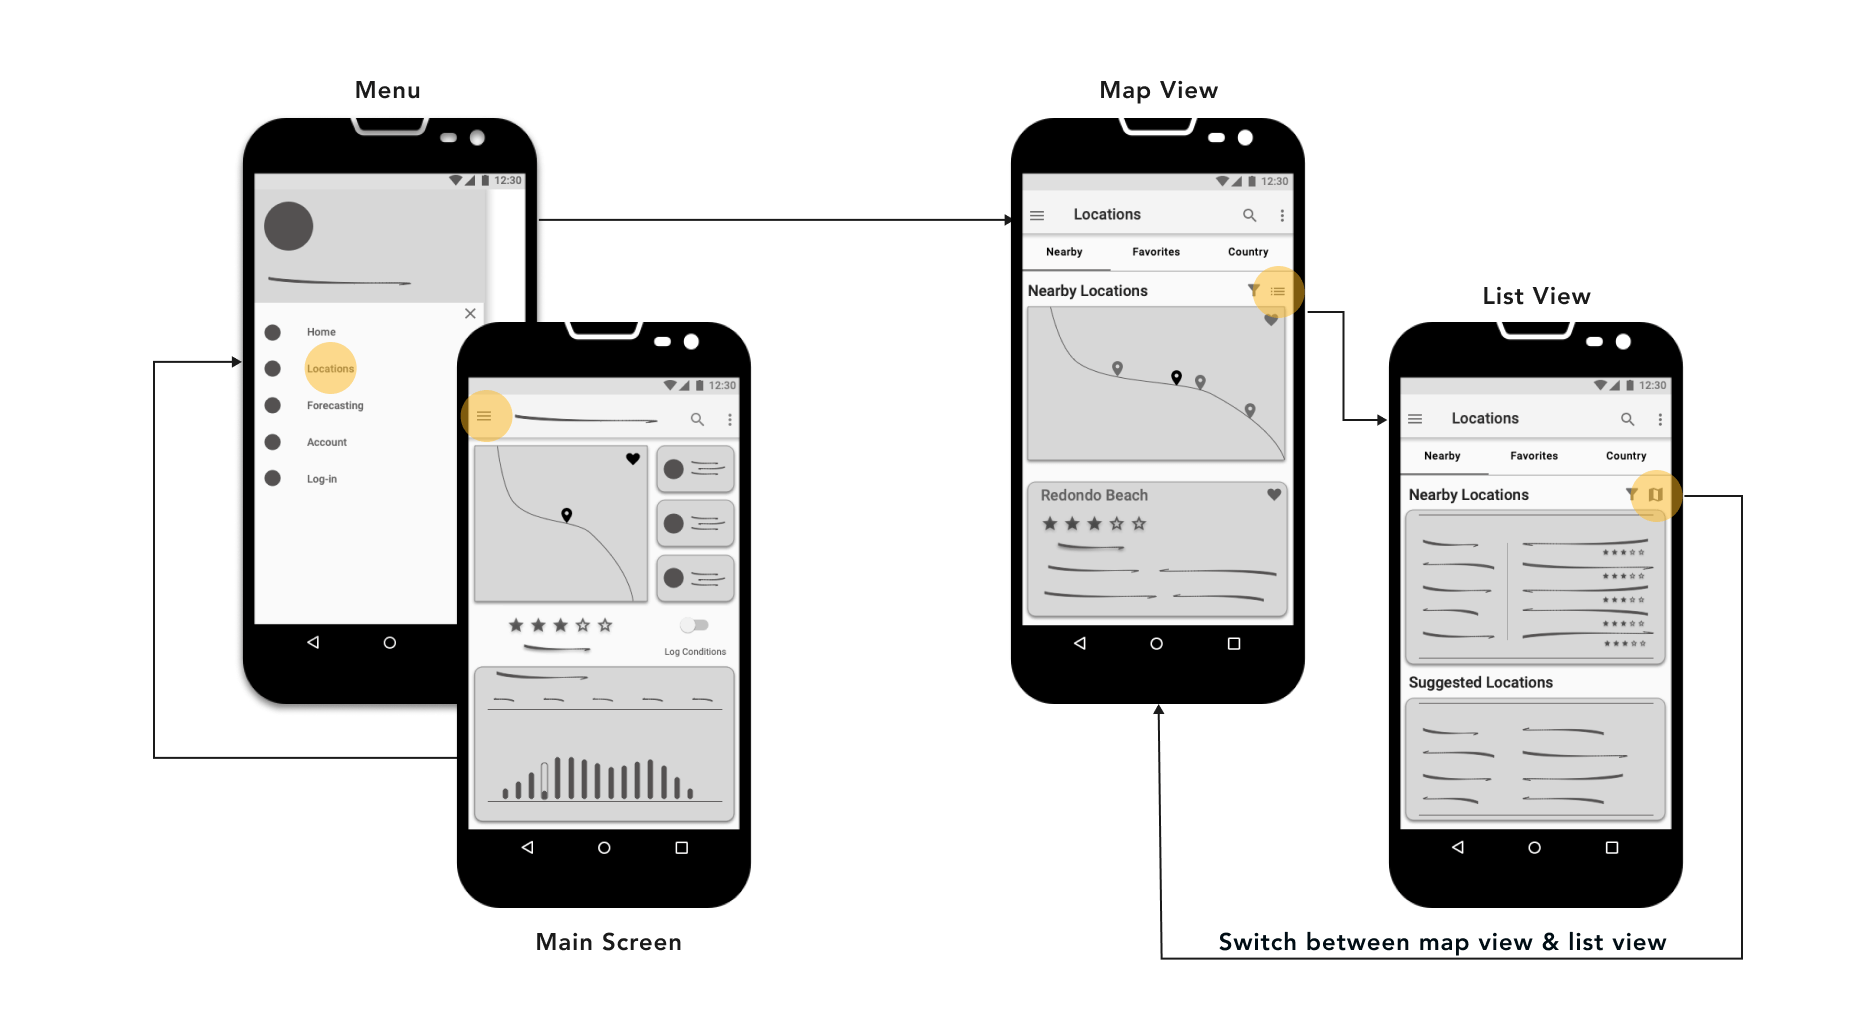 Menu
12:30
Home
Locations
Forecasting
Account
Log-in
12:30
Log Conditions
Main Screen
Map View
12:30
Locations
Nearby Favorites Country
Nearby Locations
Redondo Beach
List View
12:30
Locations
Nearby Favorites Country
Nearby Locations
Suggested Locations
Switch between map view & list view